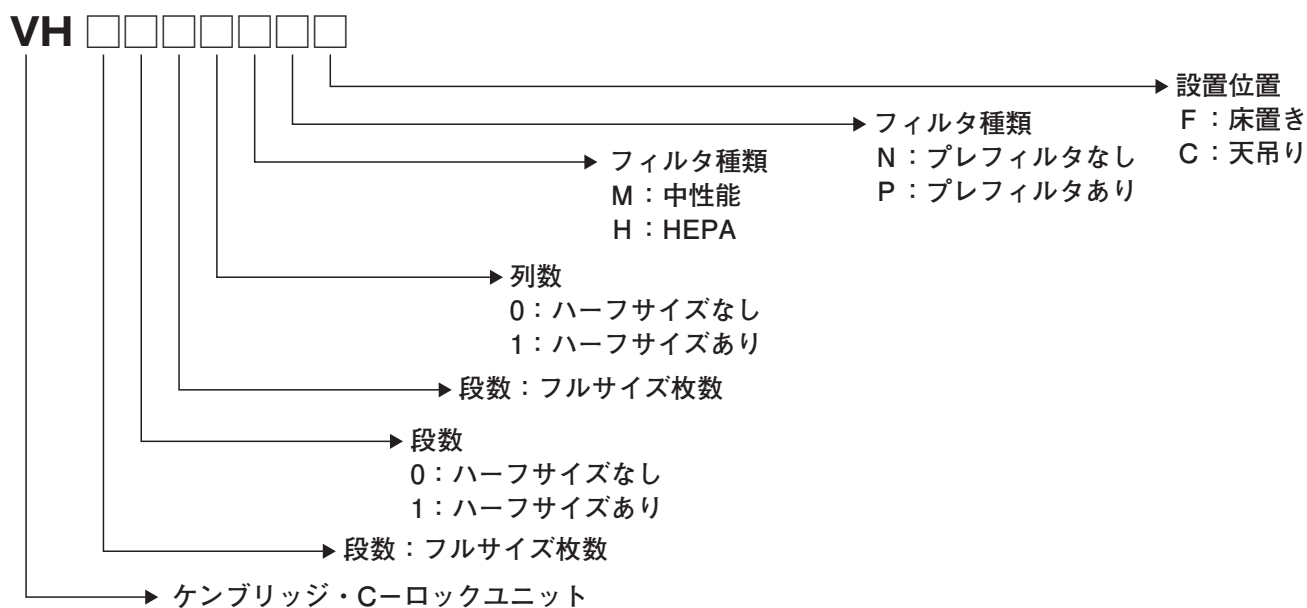 VH □□□□□□□
設置位置
F：床置き
C：天吊り
フィルタ種類
N：プレフィルタなし
P：プレフィルタあり
フィルタ種類
M：中性能
H：HEPA
列数
0：ハーフサイズなし
1：ハーフサイズあり
段数：フルサイズ枚数
段数
0：ハーフサイズなし
1：ハーフサイズあり
段数：フルサイズ枚数
ケンブリッジ・Cーロックユニット